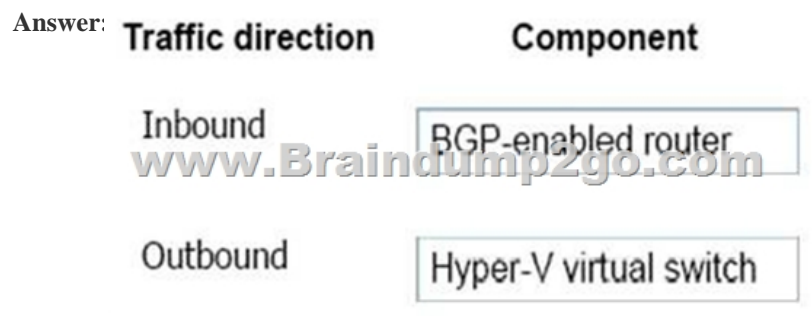 Answer:
Traffic direction Component
Inbound BGP-enabled router
www.Braindump2go.com
Outbound Hyper-V virtual switch